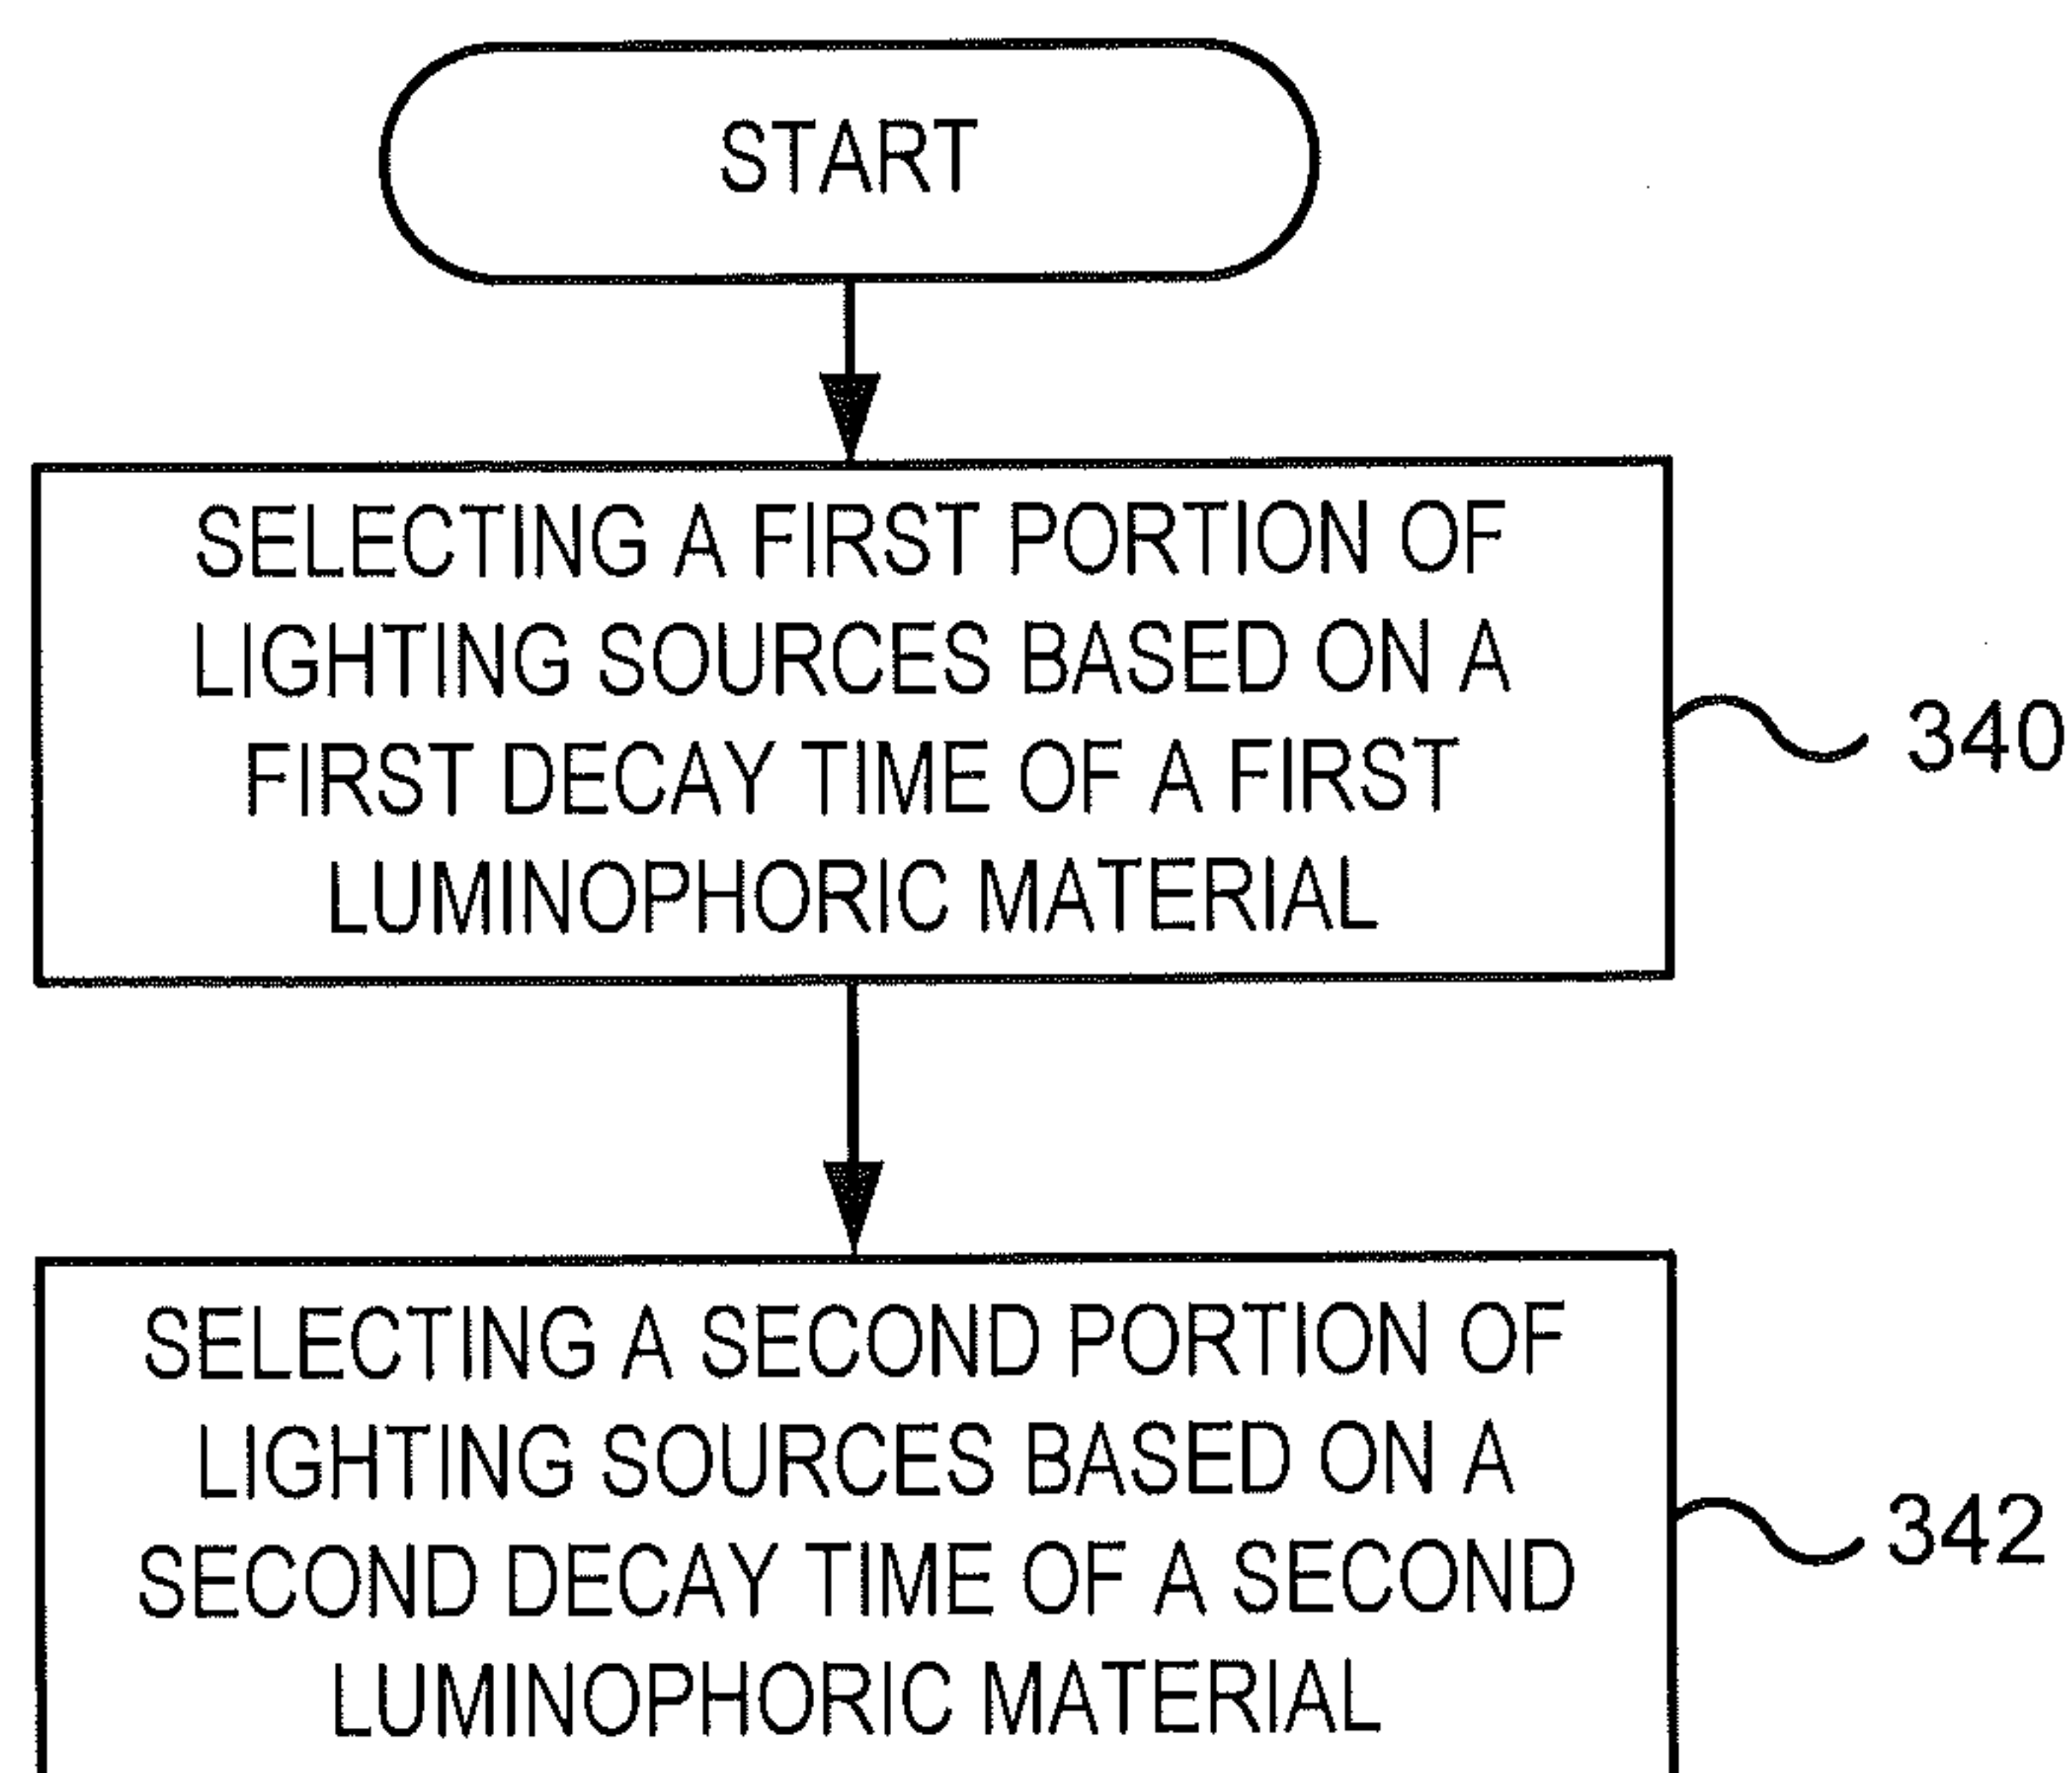 START
SELECTING A FIRST PORTION OF
LIGHTING SOURCES BASED ON A
FIRST DECAY TIME OF A FIRST
LUMINOPHORIC MATERIAL
340
SELECTING A SECOND PORTION OF
LIGHTING SOURCES BASED ON A
SECOND DECAY TIME OF A SECOND
LUMINOPHORIC MATERIAL
342